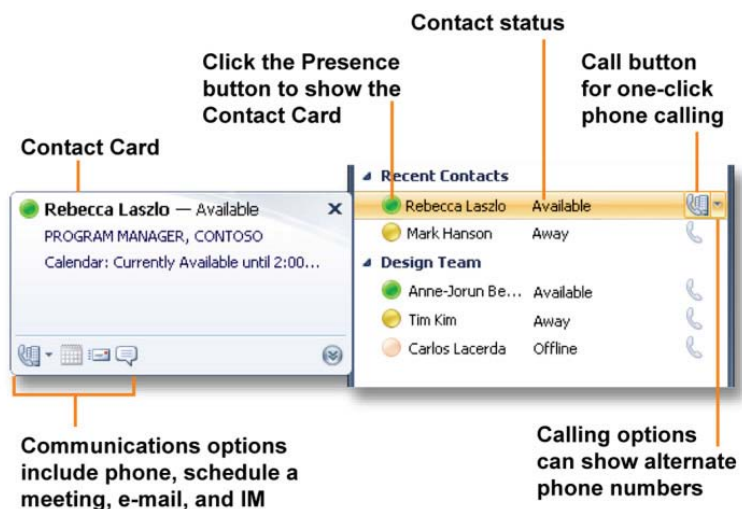 Contact status
Click the Presence
button to show the
Contact Card
Call button
for one-click
phone calling
Contact Card
Recent Contacts
Rebecca Laszlo Available
Mark Hanson Away
Design Team
Anne-Jorun Be... Available
Tim Kim Away
Carlos Lacerda Offline
Rebecca Laszlo — Available
PROGRAM MANAGER, CONTOSO
Calendar: Currently Available until 2:00...
Communications options
include phone, schedule a
meeting, e-mail, and IM
Calling options
can show alternate
phone numbers